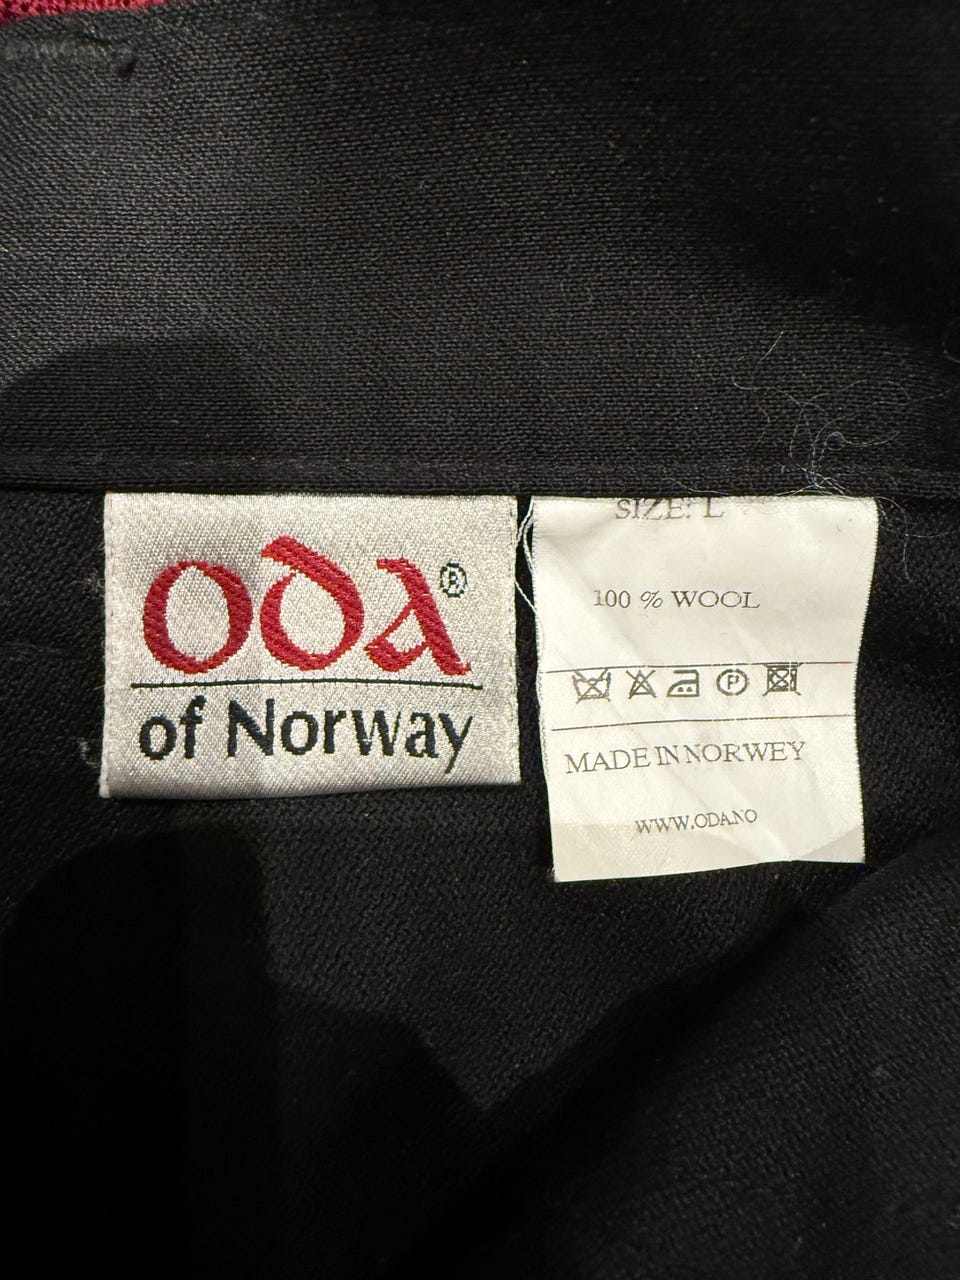 ODA®
of Norway
SIZE: L
100 % WOOL
P
MADE IN NORWEY
WWW.ODA.NO